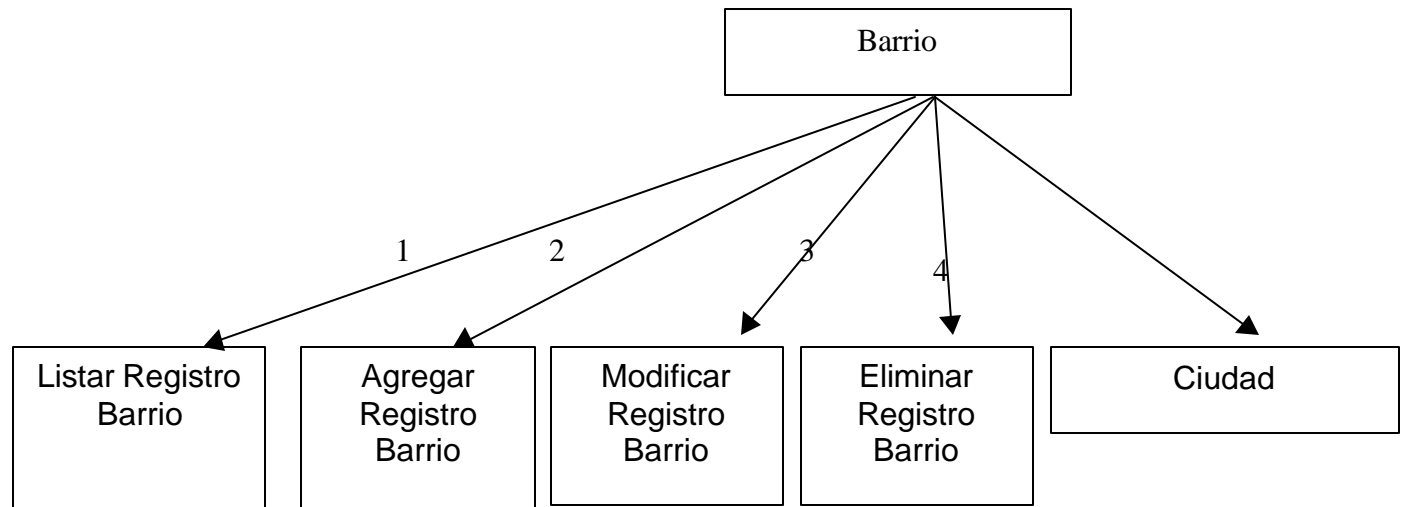 Barrio
1
2
3
4
Listar Registro
Barrio
Agregar
Registro
Barrio
Modificar
Registro
Barrio
Eliminar
Registro
Barrio
Ciudad